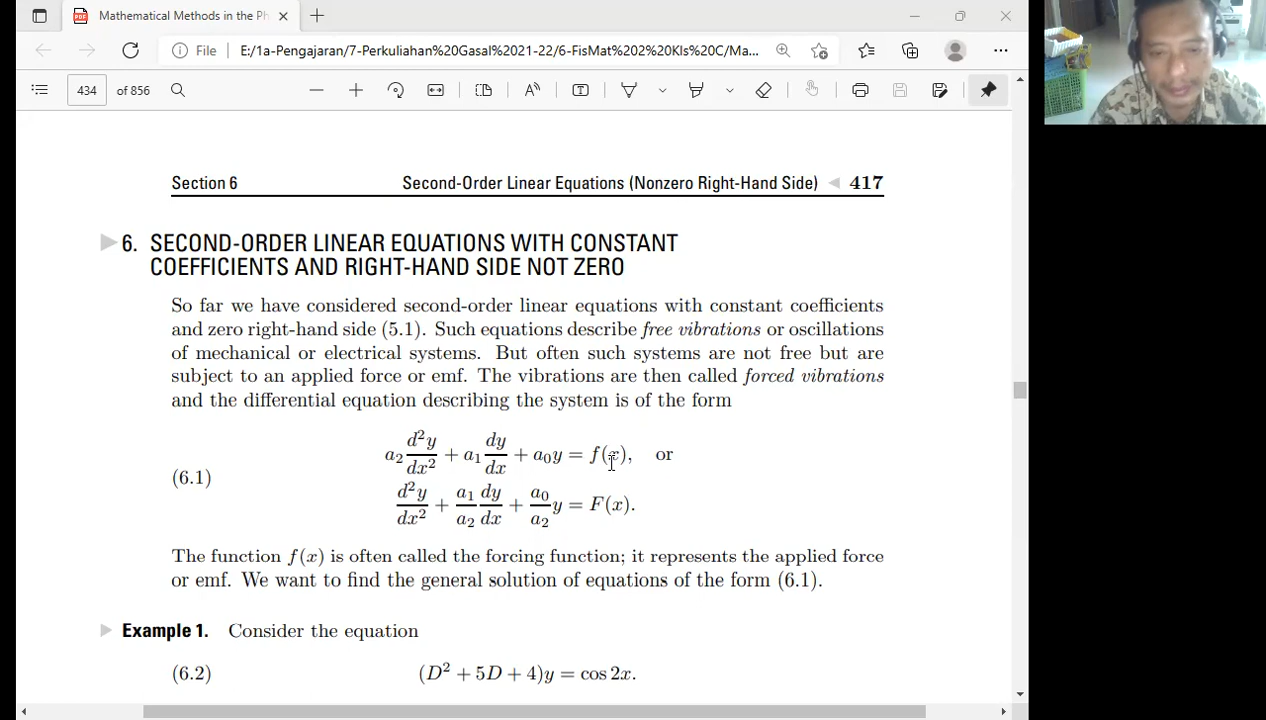 Mathematical Methods in the Ph
File E:/1a-Pengajaran/7-Perkuliahan%20Gasal%2021-22/6-FisMat%202%20Kls%20C/Ma...
434 of 856
Section 6 Second-Order Linear Equations (Nonzero Right-Hand Side) 417
6. SECOND-ORDER LINEAR EQUATIONS WITH CONSTANT
COEFFICIENTS AND RIGHT-HAND SIDE NOT ZERO
So far we have considered second-order linear equations with constant coefficients
and zero right-hand side (5.1). Such equations describe free vibrations or oscillations
of mechanical or electrical systems. But often such systems are not free but are
subject to an applied force or emf. The vibrations are then called forced vibrations
and the differential equation describing the system is of the form
a₂ d²y/dx² + a₁ dy/dx + a₀y = f(x), or
(6.1)
d²y/dx² + a₁/a₂ dy/dx + a₀/a₂ y = F(x).
The function f(x) is often called the forcing function; it represents the applied force
or emf. We want to find the general solution of equations of the form (6.1).
Example 1. Consider the equation
(6.2) (D² + 5D + 4)y = cos 2x.